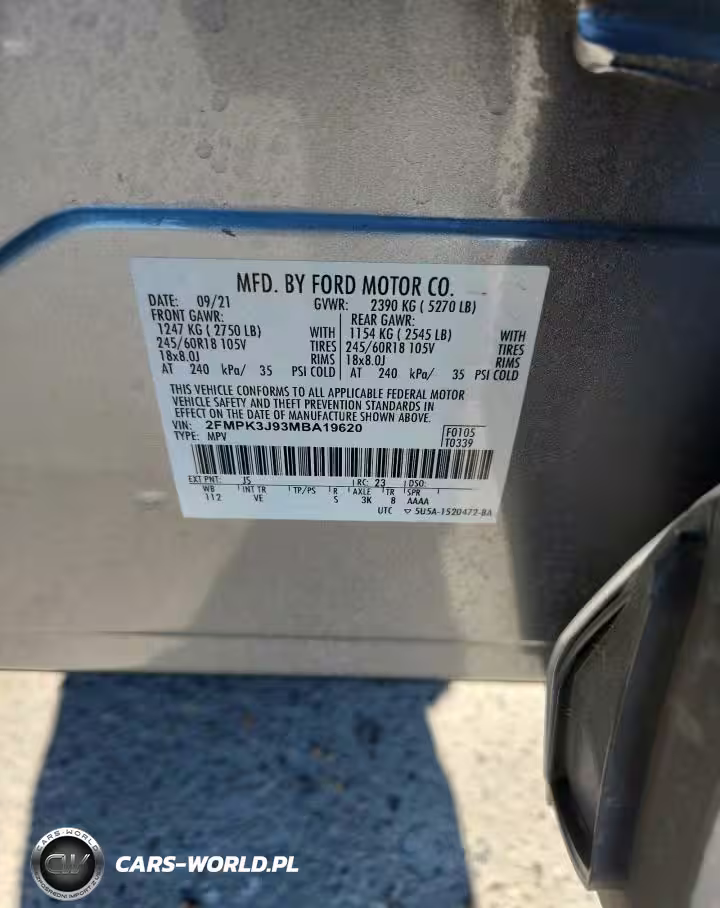 MFD. BY FORD MOTOR CO.
DATE: 09/21 GVWR: 2390 KG ( 5270 LB)
FRONT GAWR: REAR GAWR:
1247 KG ( 2750 LB) WITH 1154 KG ( 2545 LB) WITH
245/60R18 105V TIRES 245/60R18 105V TIRES
18x8.0J RIMS 18x8.0J RIMS
AT 240 kPa/ 35 PSI COLD AT 240 kPa/ 35 PSI COLD
THIS VEHICLE CONFORMS TO ALL APPLICABLE FEDERAL MOTOR
VEHICLE SAFETY AND THEFT PREVENTION STANDARDS IN
EFFECT ON THE DATE OF MANUFACTURE SHOWN ABOVE.
VIN: 2FMPK3J93MBA19620 F0105
TYPE: MPV T0339
EXT PNT: JS RC: 23 DSO:
WB INT TR TP/PS R AXLE TR SPR
112 VE S 3K 8 AAAA
UTC ▽ 5U5A-1520472-BA
CARS-WORLD
CW
CARS-WORLD.PL